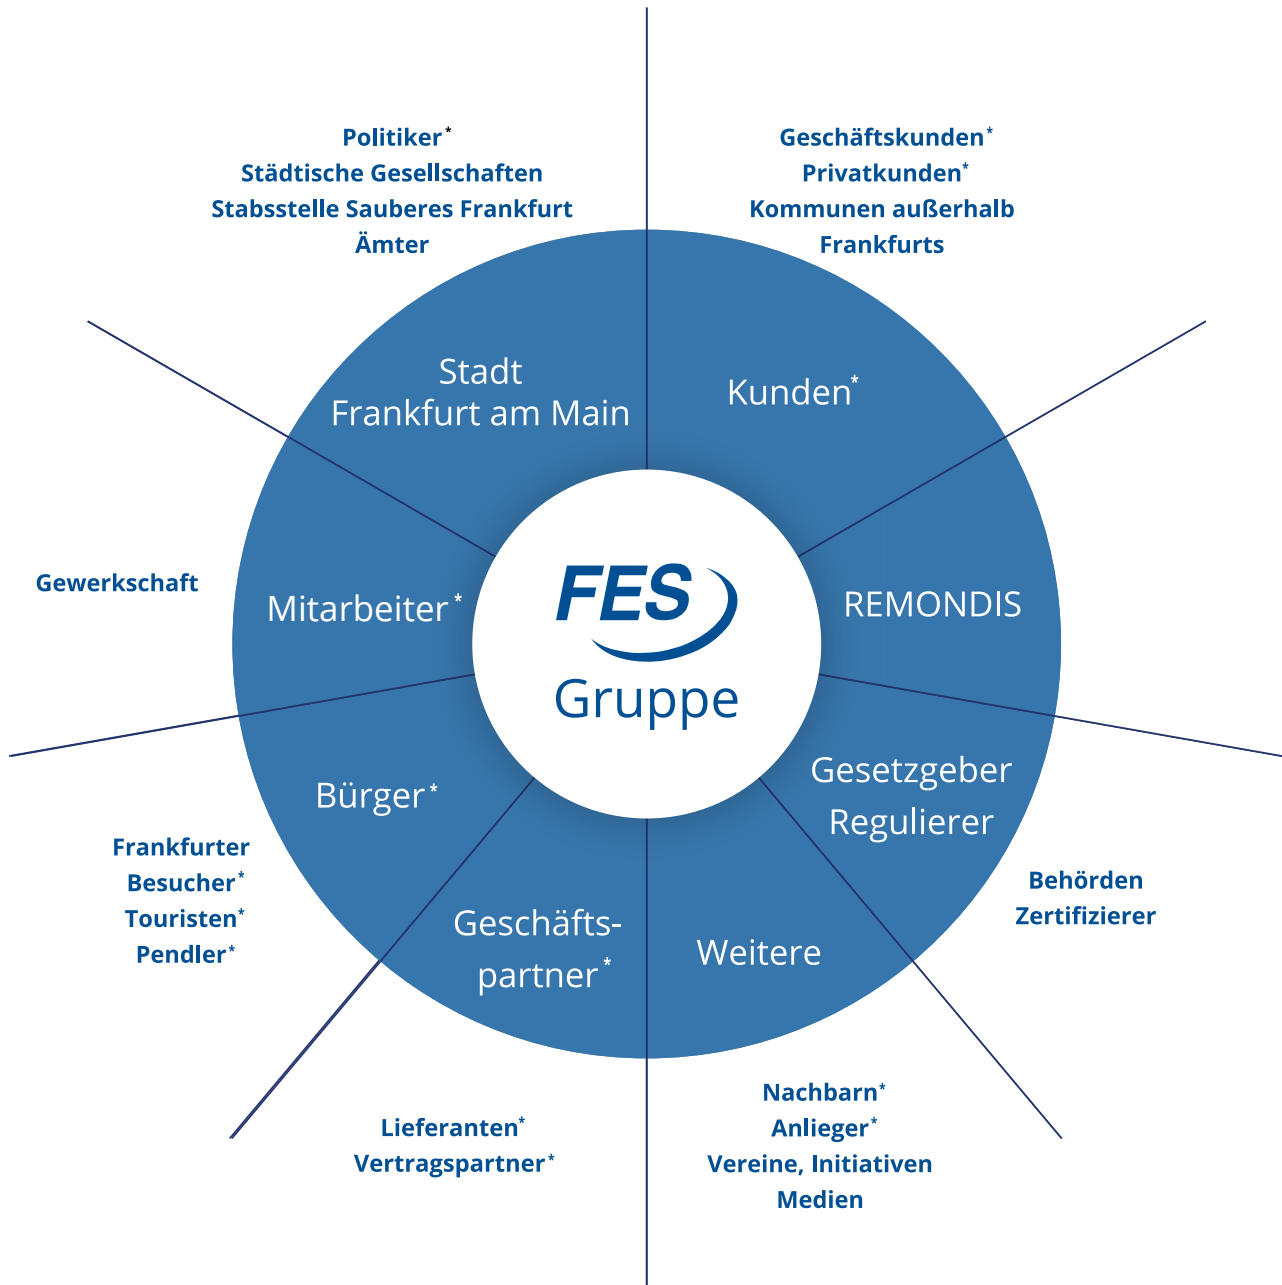 Politiker*
Städtische Gesellschaften
Stabsstelle Sauberes Frankfurt
Ämter
Geschäftskunden*
Privatkunden*
Kommunen außerhalb
Frankfurts
Stadt
Frankfurt am Main
Kunden*
Gewerkschaft
Mitarbeiter*
FES
Gruppe
REMONDIS
Bürger*
Gesetzgeber
Regulierer
Frankfurter
Besucher*
Touristen*
Pendler*
Geschäfts-
partner*
Weitere
Behörden
Zertifizierer
Lieferanten*
Vertragspartner*
Nachbarn*
Anlieger*
Vereine, Initiativen
Medien